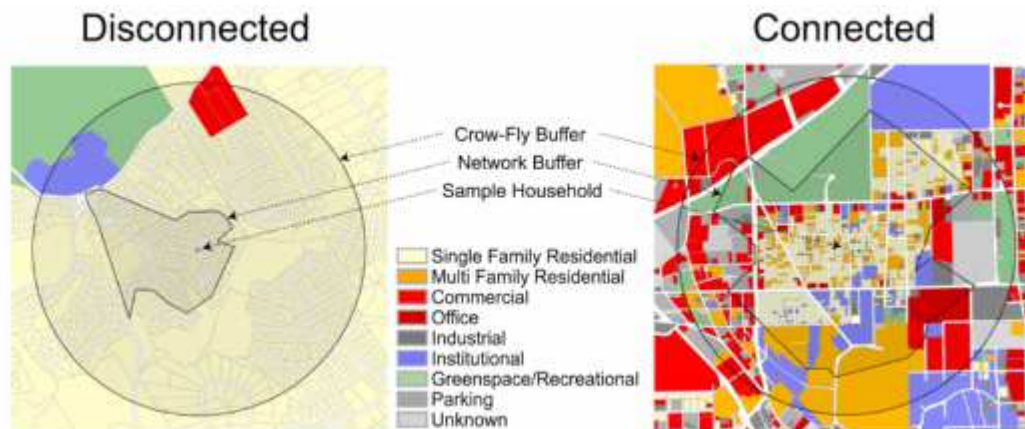 Disconnected
Connected
Crow-Fly Buffer
Network Buffer
Sample Household
Single Family Residential
Multi Family Residential
Commercial
Office
Industrial
Institutional
Greenspace/Recreational
Parking
Unknown